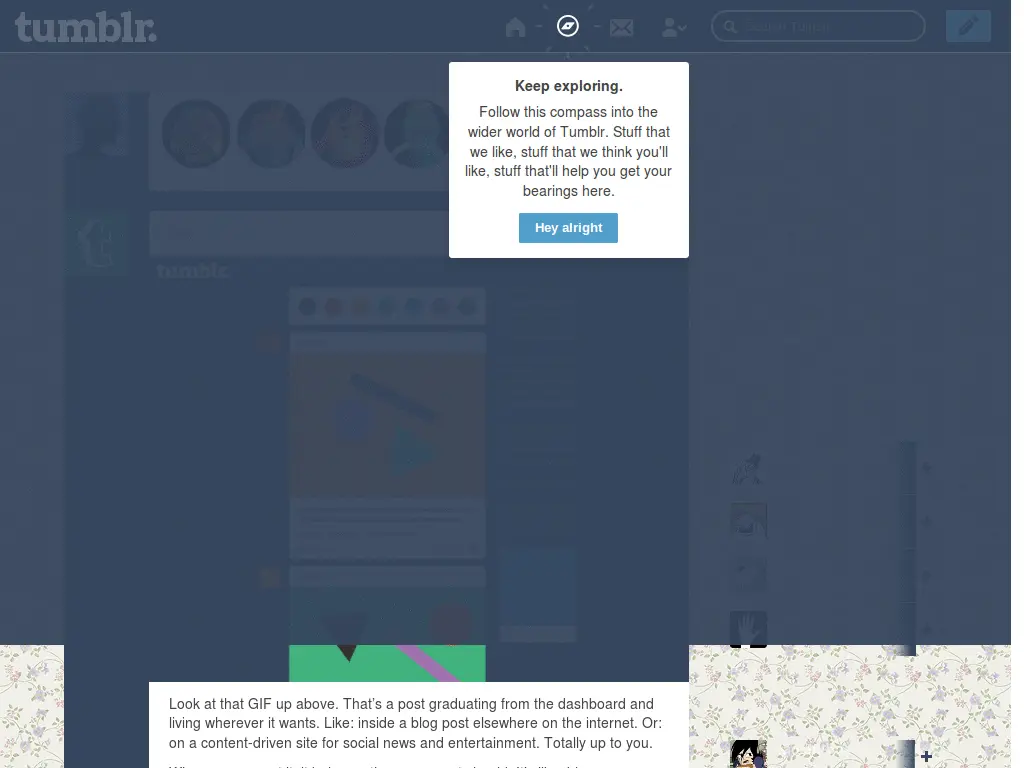 tumblr.
Search Tumblr
Keep exploring.
Follow this compass into the
wider world of Tumblr. Stuff that
we like, stuff that we think you'll
like, stuff that'll help you get your
bearings here.
Hey alright
tumblr.
Look at that GIF up above. That’s a post graduating from the dashboard and
living wherever it wants. Like: inside a blog post elsewhere on the internet. Or:
on a content-driven site for social news and entertainment. Totally up to you.